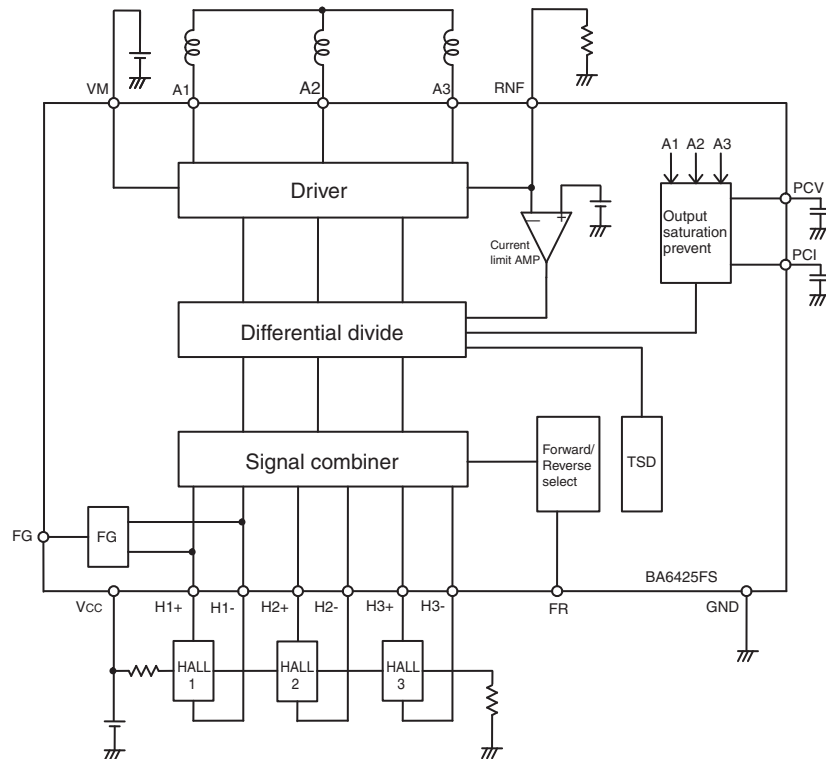 VM
A1
A2
A3
RNF
A1 A2 A3
Driver
PCV
Output
saturation
prevent
− +
Current
limit AMP
PCI
Differential divide
Signal combiner
Forward/
Reverse
select
TSD
FG
FG
BA6425FS
VCC
H1+
H1-
H2+
H2-
H3+
H3-
FR
GND
HALL
1
HALL
2
HALL
3